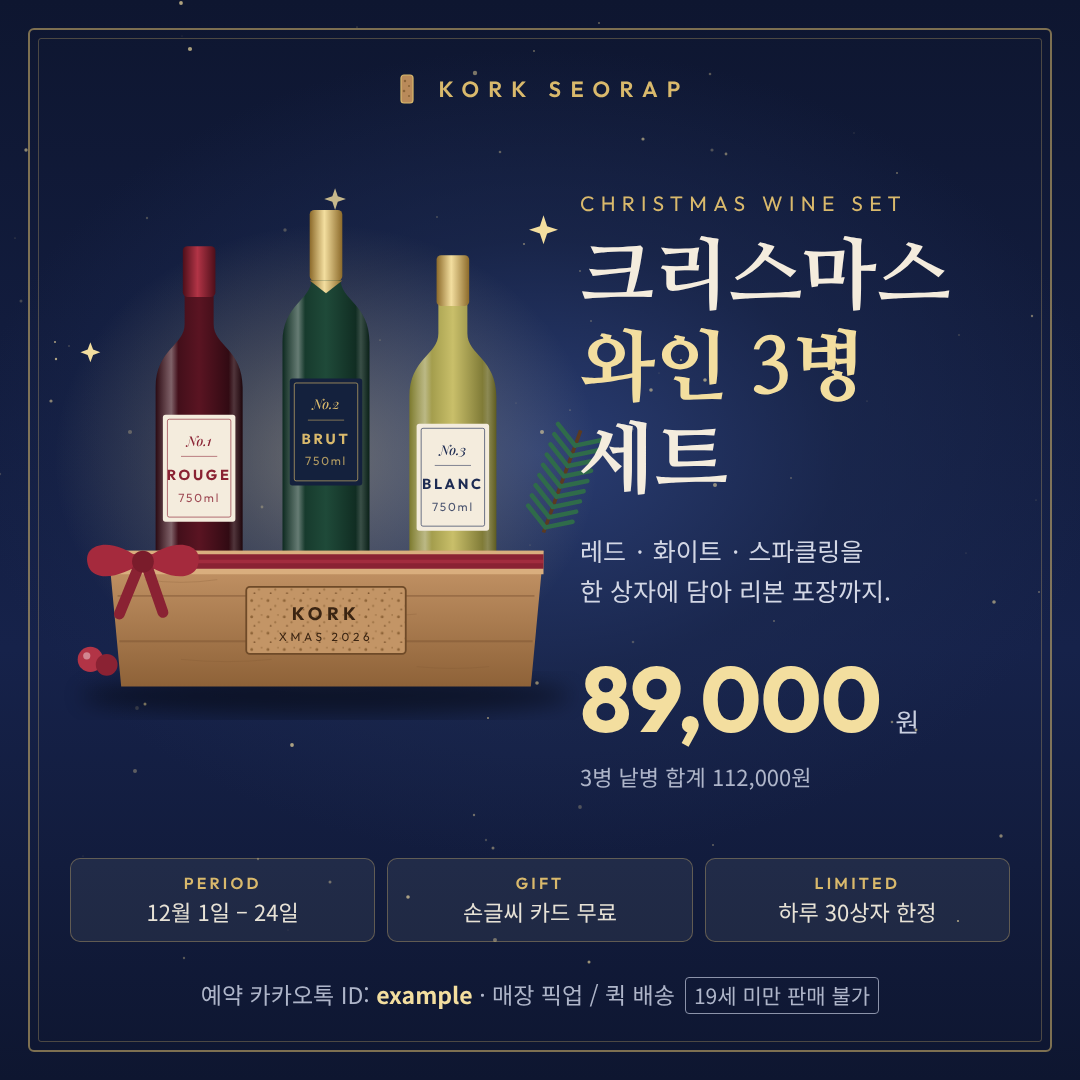 KORK SEORAP
CHRISTMAS WINE SET
크리스마스
와인 3병
세트
No.1
ROUGE
750ml
No.2
BRUT
750ml
No.3
BLANC
750ml
KORK
XMAS 2026
레드 · 화이트 · 스파클링을
한 상자에 담아 리본 포장까지.
89,000 원
3병 낱병 합계 112,000원
PERIOD
12월 1일 – 24일
GIFT
손글씨 카드 무료
LIMITED
하루 30상자 한정
예약 카카오톡 ID: example · 매장 픽업 / 퀵 배송 19세 미만 판매 불가